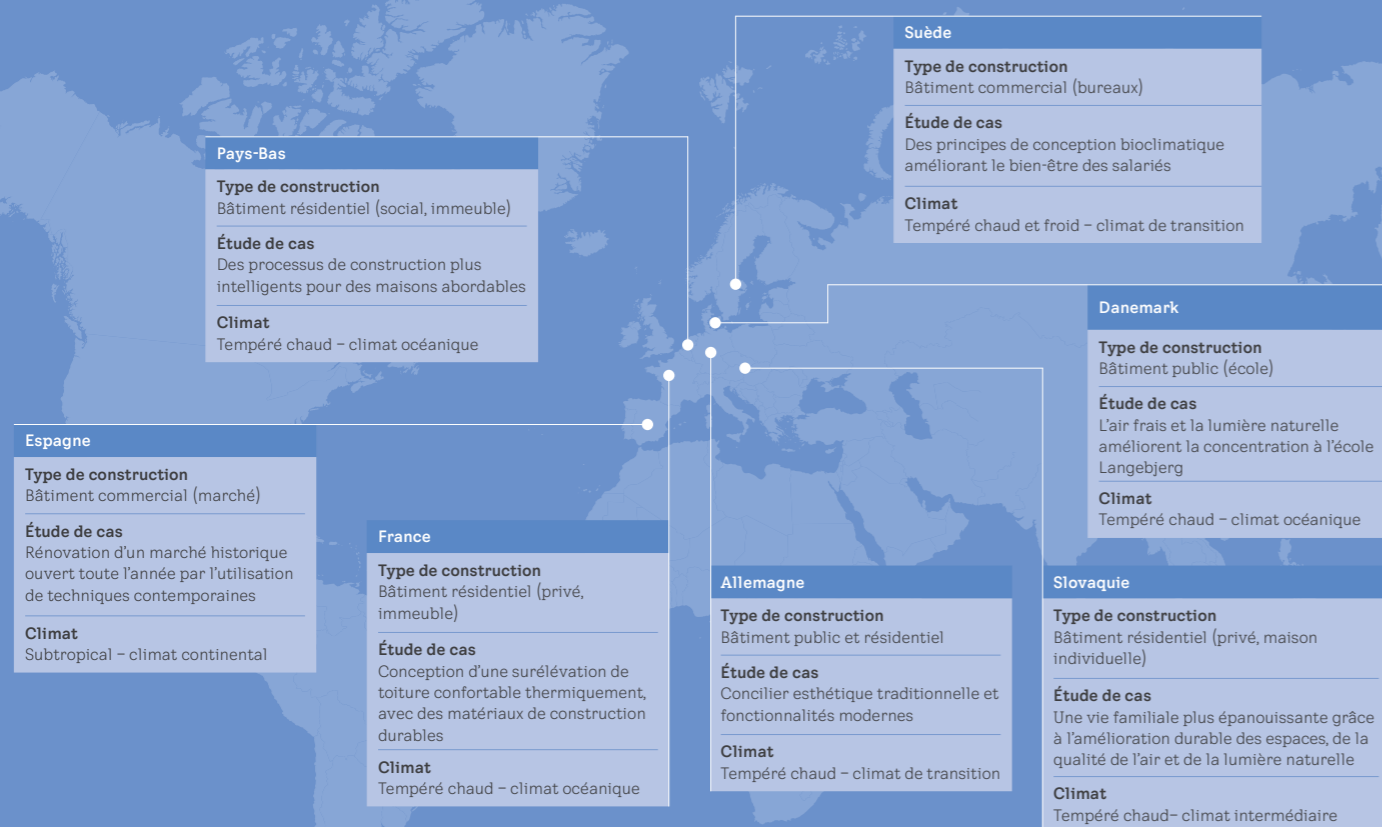 Suède
Type de construction
Bâtiment commercial (bureaux)
Étude de cas
Des principes de conception bioclimatique
améliorant le bien-être des salariés
Climat
Tempéré chaud et froid – climat de transition
Pays-Bas
Type de construction
Bâtiment résidentiel (social, immeuble)
Étude de cas
Des processus de construction plus
intelligents pour des maisons abordables
Climat
Tempéré chaud – climat océanique
Danemark
Type de construction
Bâtiment public (école)
Étude de cas
L'air frais et la lumière naturelle
améliorent la concentration à l'école
Langebjerg
Climat
Tempéré chaud – climat océanique
Espagne
Type de construction
Bâtiment commercial (marché)
Étude de cas
Rénovation d'un marché historique
ouvert toute l'année par l'utilisation
de techniques contemporaines
Climat
Subtropical – climat continental
France
Type de construction
Bâtiment résidentiel (privé,
immeuble)
Étude de cas
Conception d'une surélévation de
toiture confortable thermiquement,
avec des matériaux de construction
durables
Climat
Tempéré chaud – climat océanique
Allemagne
Type de construction
Bâtiment public et résidentiel
Étude de cas
Concilier esthétique traditionnelle et
fonctionnalités modernes
Climat
Tempéré chaud – climat de transition
Slovaquie
Type de construction
Bâtiment résidentiel (privé, maison
individuelle)
Étude de cas
Une vie familiale plus épanouissante grâce
à l'amélioration durable des espaces, de la
qualité de l'air et de la lumière naturelle
Climat
Tempéré chaud– climat intermédiaire